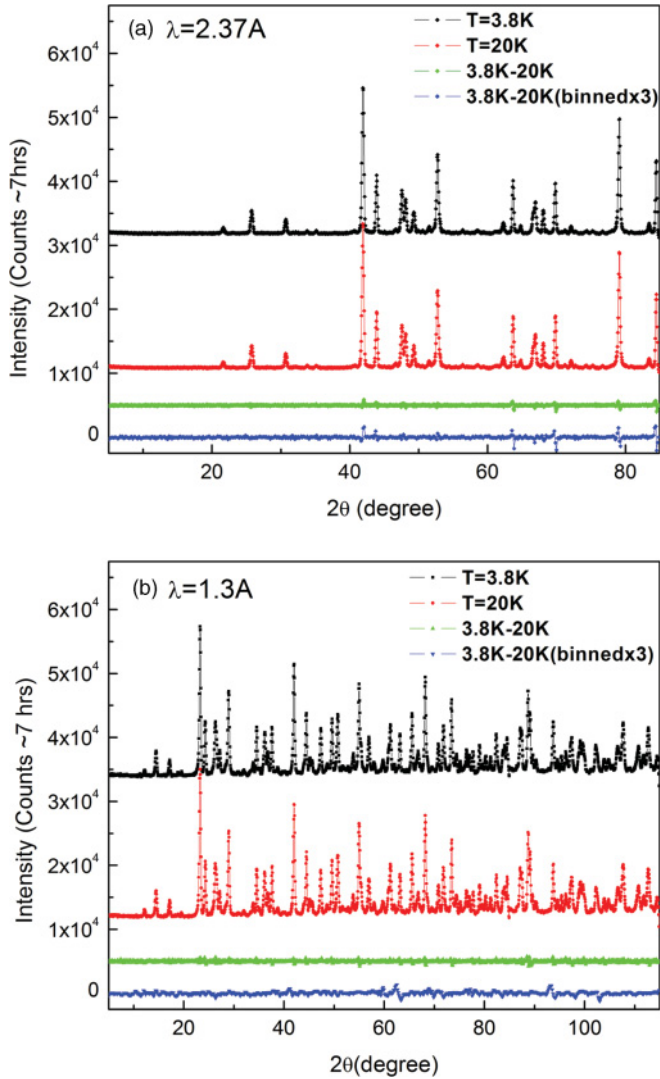 (a) λ=2.37A
T=3.8K
T=20K
3.8K-20K
3.8K-20K(binnedx3)
Intensity (Counts ~7hrs)
6x10⁴
5x10⁴
4x10⁴
3x10⁴
2x10⁴
1x10⁴
0
20 40 60 80
2θ (degree)
(b) λ=1.3A
T=3.8K
T=20K
3.8K-20K
3.8K-20K(binnedx3)
Intensity (Counts ~7 hrs)
6x10⁴
5x10⁴
4x10⁴
3x10⁴
2x10⁴
1x10⁴
0
20 40 60 80 100
2θ(degree)